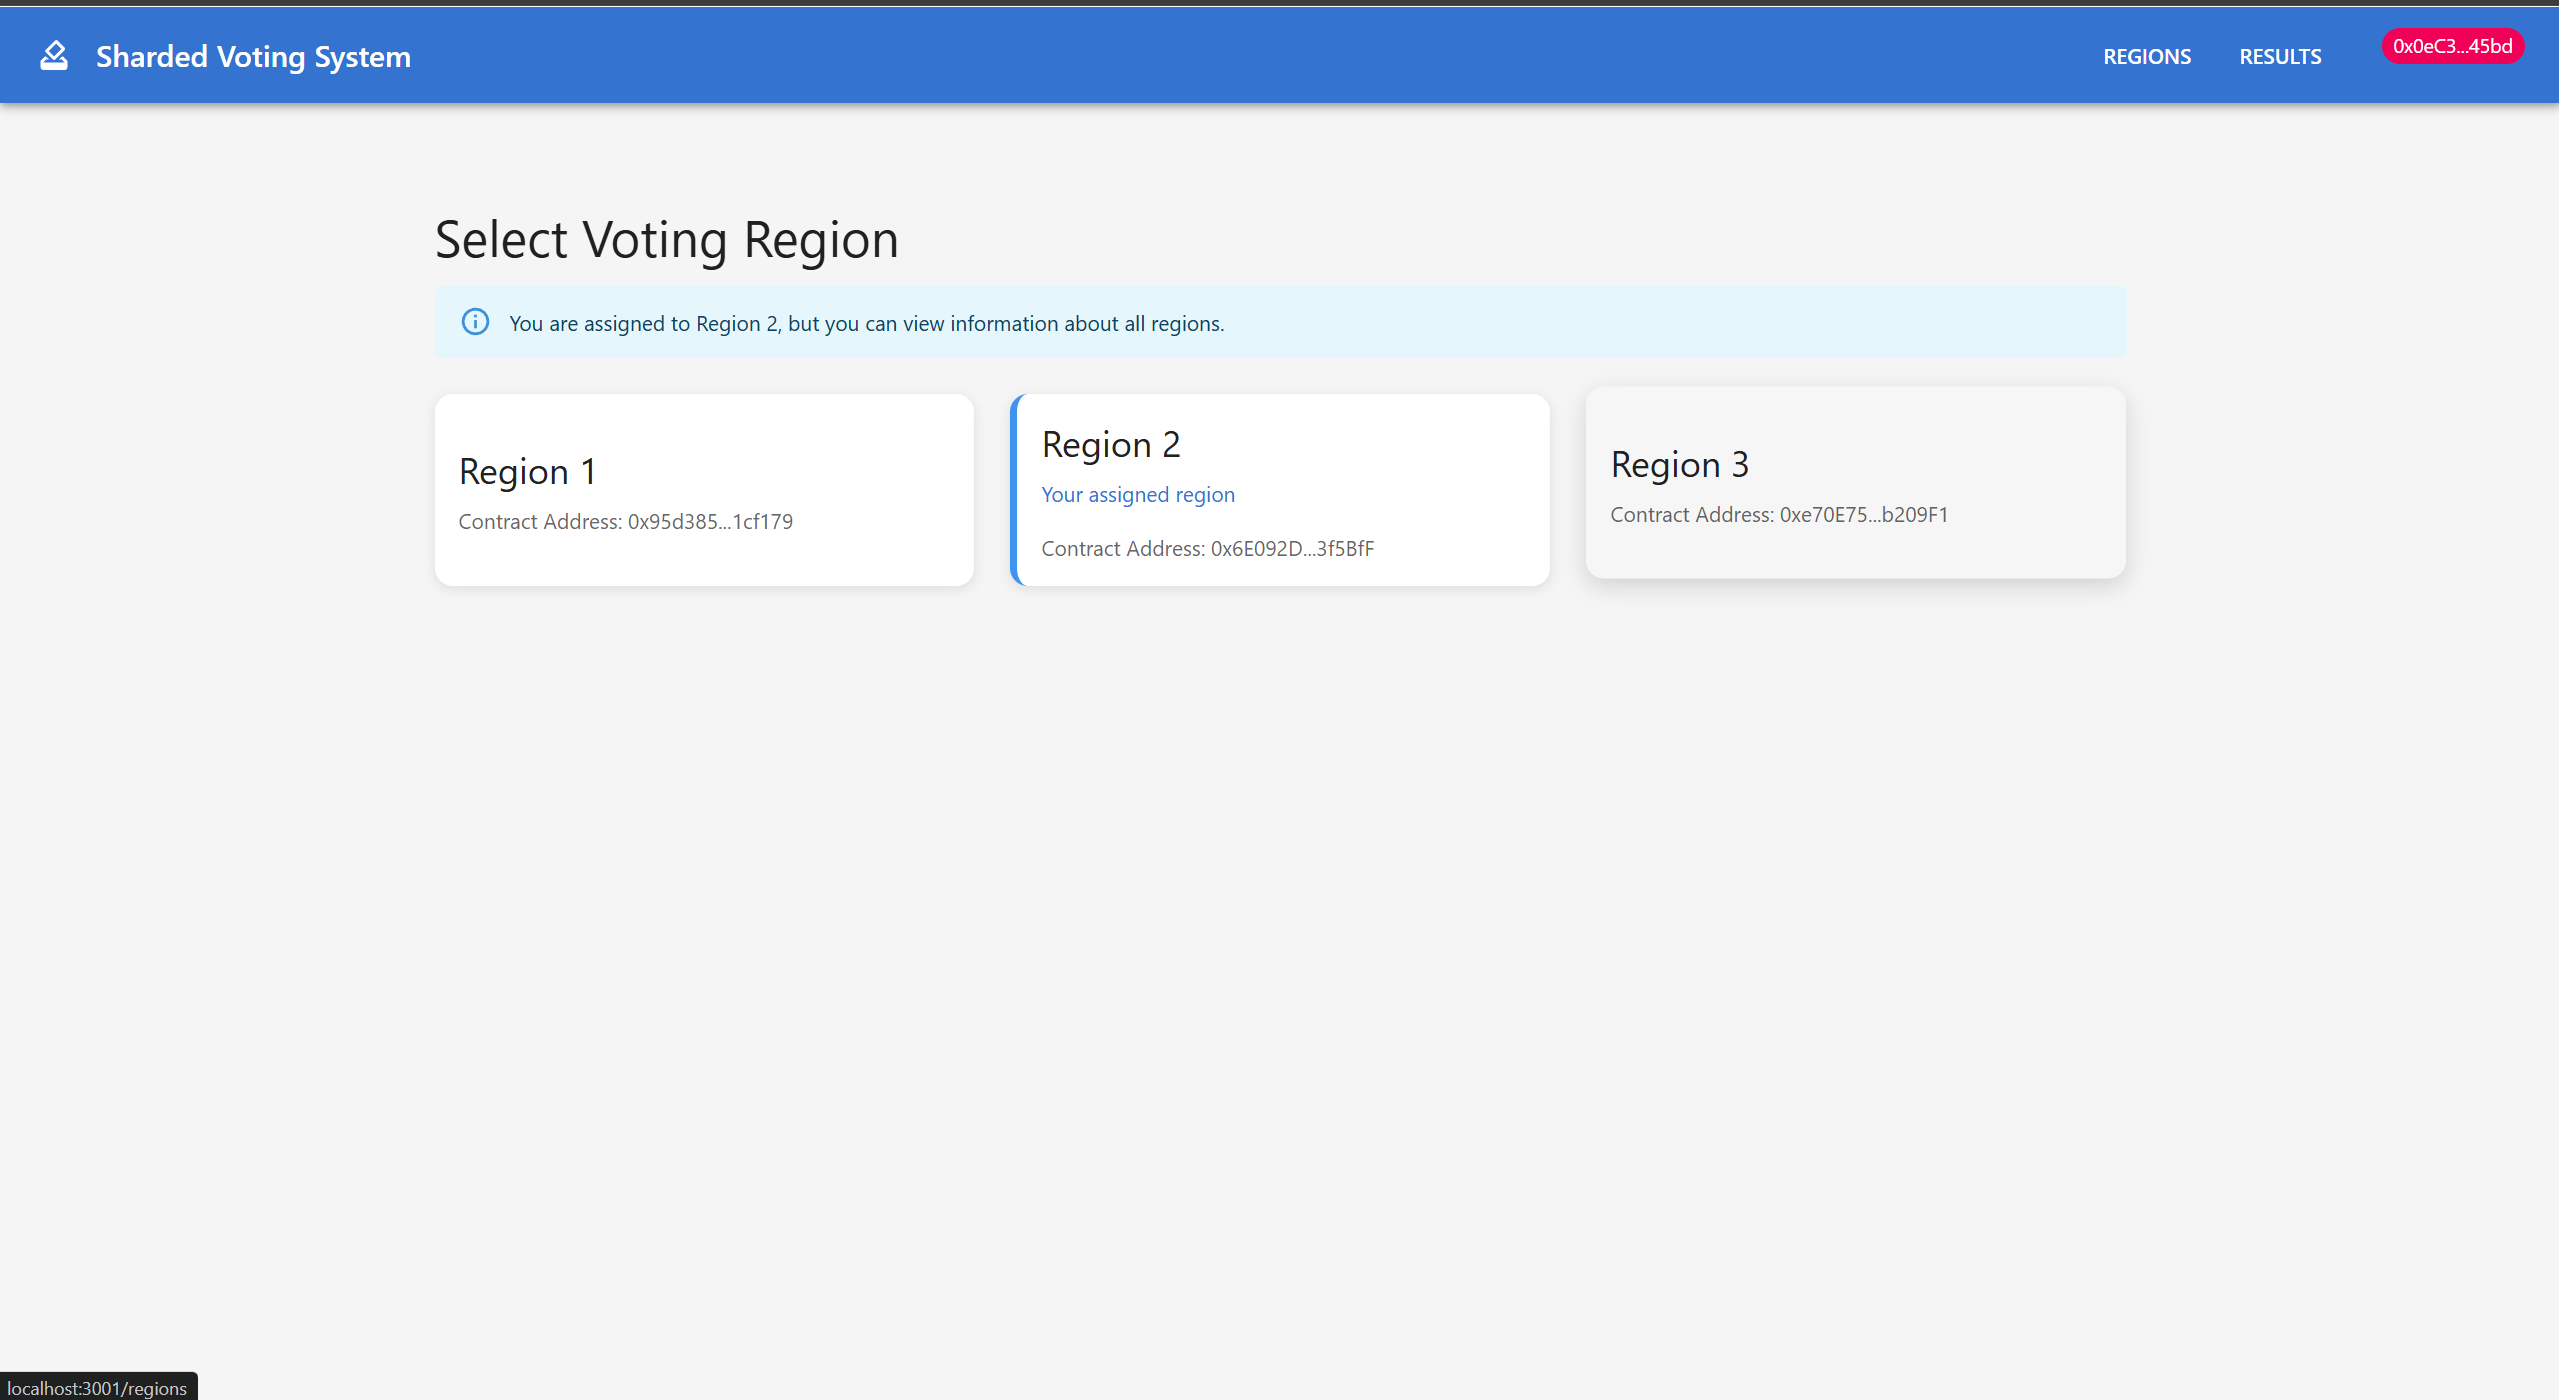 Sharded Voting System
REGIONS
RESULTS
0x0eC3...45bd
Select Voting Region
You are assigned to Region 2, but you can view information about all regions.
Region 1
Contract Address: 0x95d385...1cf179
Region 2
Your assigned region
Contract Address: 0x6E092D...3f5BfF
Region 3
Contract Address: 0xe70E75...b209F1
localhost:3001/regions